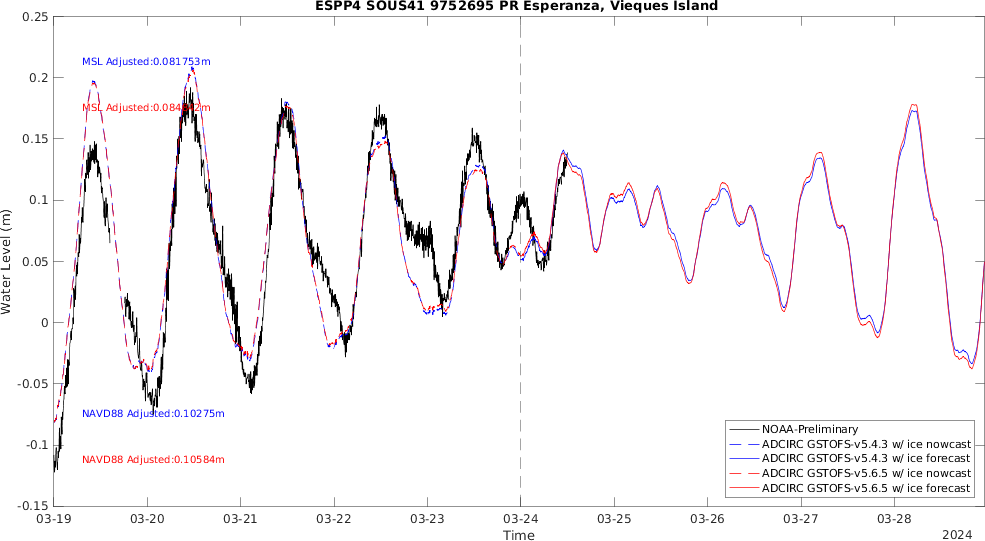 ESPP4 SOUS41 9752695 PR Esperanza, Vieques Island
0.25
0.2
0.15
0.1
0.05
0
-0.05
-0.1
-0.15
Water Level (m)
MSL Adjusted:0.081753m
MSL Adjusted:
NAVD88 Adjusted:0.10275m
NAVD88 Adjusted:0.10584m
NOAA-Preliminary
ADCIRC GSTOFS-v5.4.3 w/ ice nowcast
ADCIRC GSTOFS-v5.4.3 w/ ice forecast
ADCIRC GSTOFS-v5.6.5 w/ ice nowcast
ADCIRC GSTOFS-v5.6.5 w/ ice forecast
03-19 03-20 03-21 03-22 03-23 03-24 03-25 03-26 03-27 03-28
Time
2024